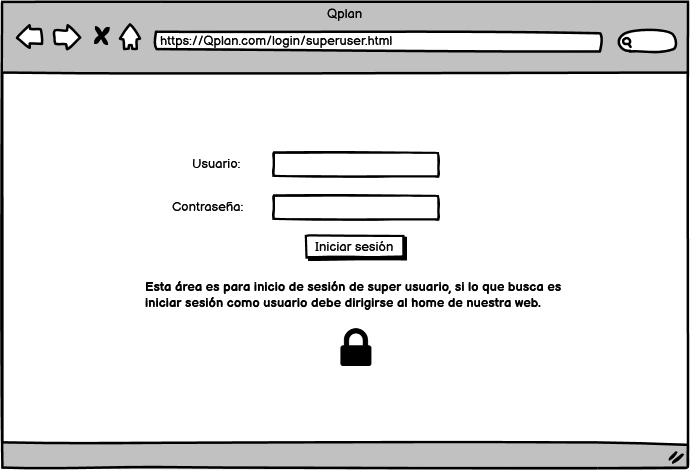 Qplan
https://Qplan.com/login/superuser.html
Usuario:
Contraseña:
Iniciar sesión
Esta área es para inicio de sesión de super usuario, si lo que busca es
iniciar sesión como usuario debe dirigirse al home de nuestra web.